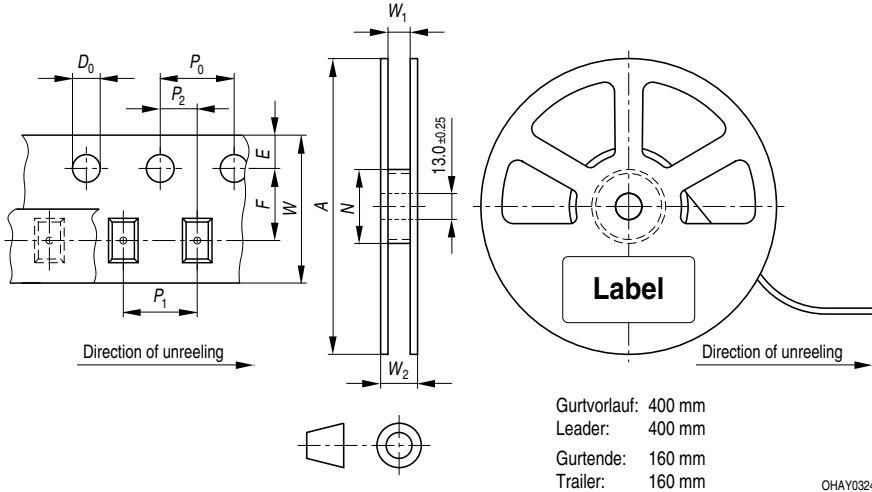 W1
D0
P0
P2
E
F
W
A
N
13.0 ±0.25
Label
P1
Direction of unreeling
W2
Direction of unreeling
Gurtvorlauf: 400 mm
Leader: 400 mm
Gurtende: 160 mm
Trailer: 160 mm
OHAY0324